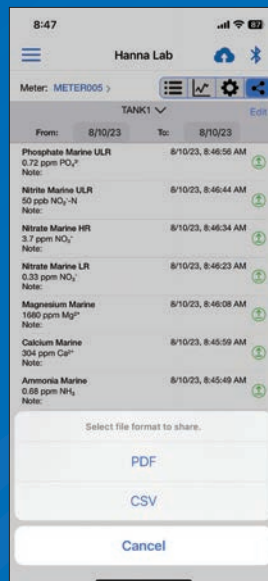 8:47
87
Hanna Lab
Meter: METER005 >
TANK1
Edit
From: 8/10/23 To: 8/10/23
Phosphate Marine ULR 8/10/23, 8:46:56 AM
0.72 ppm PO₄³⁻
Note:
Nitrite Marine ULR 8/10/23, 8:46:44 AM
50 ppb NO₂⁻-N
Note:
Nitrate Marine HR 8/10/23, 8:46:34 AM
3.7 ppm NO₃⁻
Note:
Nitrate Marine LR 8/10/23, 8:46:23 AM
0.33 ppm NO₃⁻
Note:
Magnesium Marine 8/10/23, 8:46:08 AM
1680 ppm Mg²⁺
Note:
Calcium Marine 8/10/23, 8:45:59 AM
304 ppm Ca²⁺
Note:
Ammonia Marine 8/10/23, 8:45:49 AM
0.68 ppm NH₃
Note:
Select file format to share.
PDF
CSV
Cancel